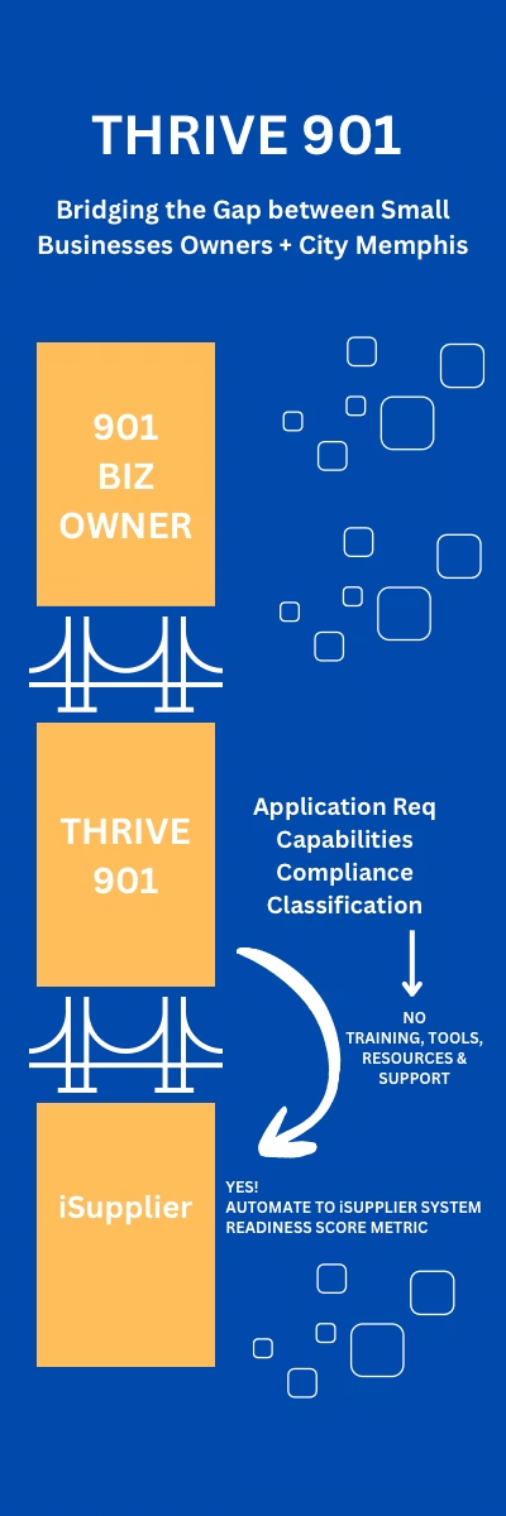 THRIVE 901
Bridging the Gap between Small
Businesses Owners + City Memphis
901
BIZ
OWNER
THRIVE
901
Application Req
Capabilities
Compliance
Classification
NO
TRAINING, TOOLS,
RESOURCES &
SUPPORT
iSupplier
YES!
AUTOMATE TO iSUPPLIER SYSTEM
READINESS SCORE METRIC